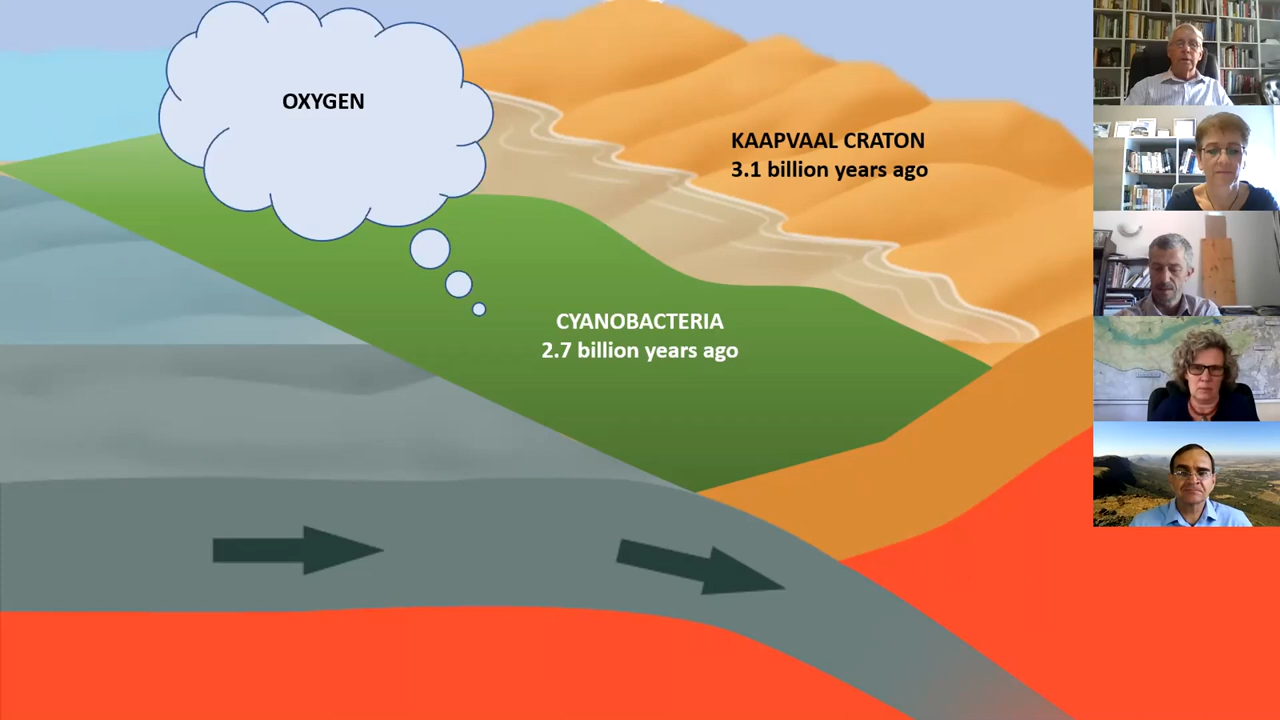 OXYGEN
KAAPVAAL CRATON
3.1 billion years ago
CYANOBACTERIA
2.7 billion years ago